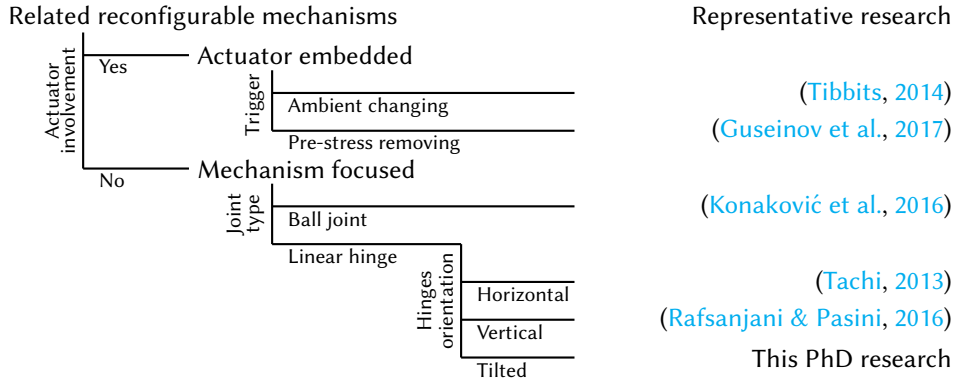 Related reconfigurable mechanisms
Representative research
Actuator
involvement
Yes
Actuator embedded
Trigger
Ambient changing
(Tibbits, 2014)
Pre-stress removing
(Guseinov et al., 2017)
No
Mechanism focused
Joint
type
Ball joint
(Konaković et al., 2016)
Linear hinge
Hinges
orientation
Horizontal
(Tachi, 2013)
Vertical
(Rafsanjani & Pasini, 2016)
Tilted
This PhD research